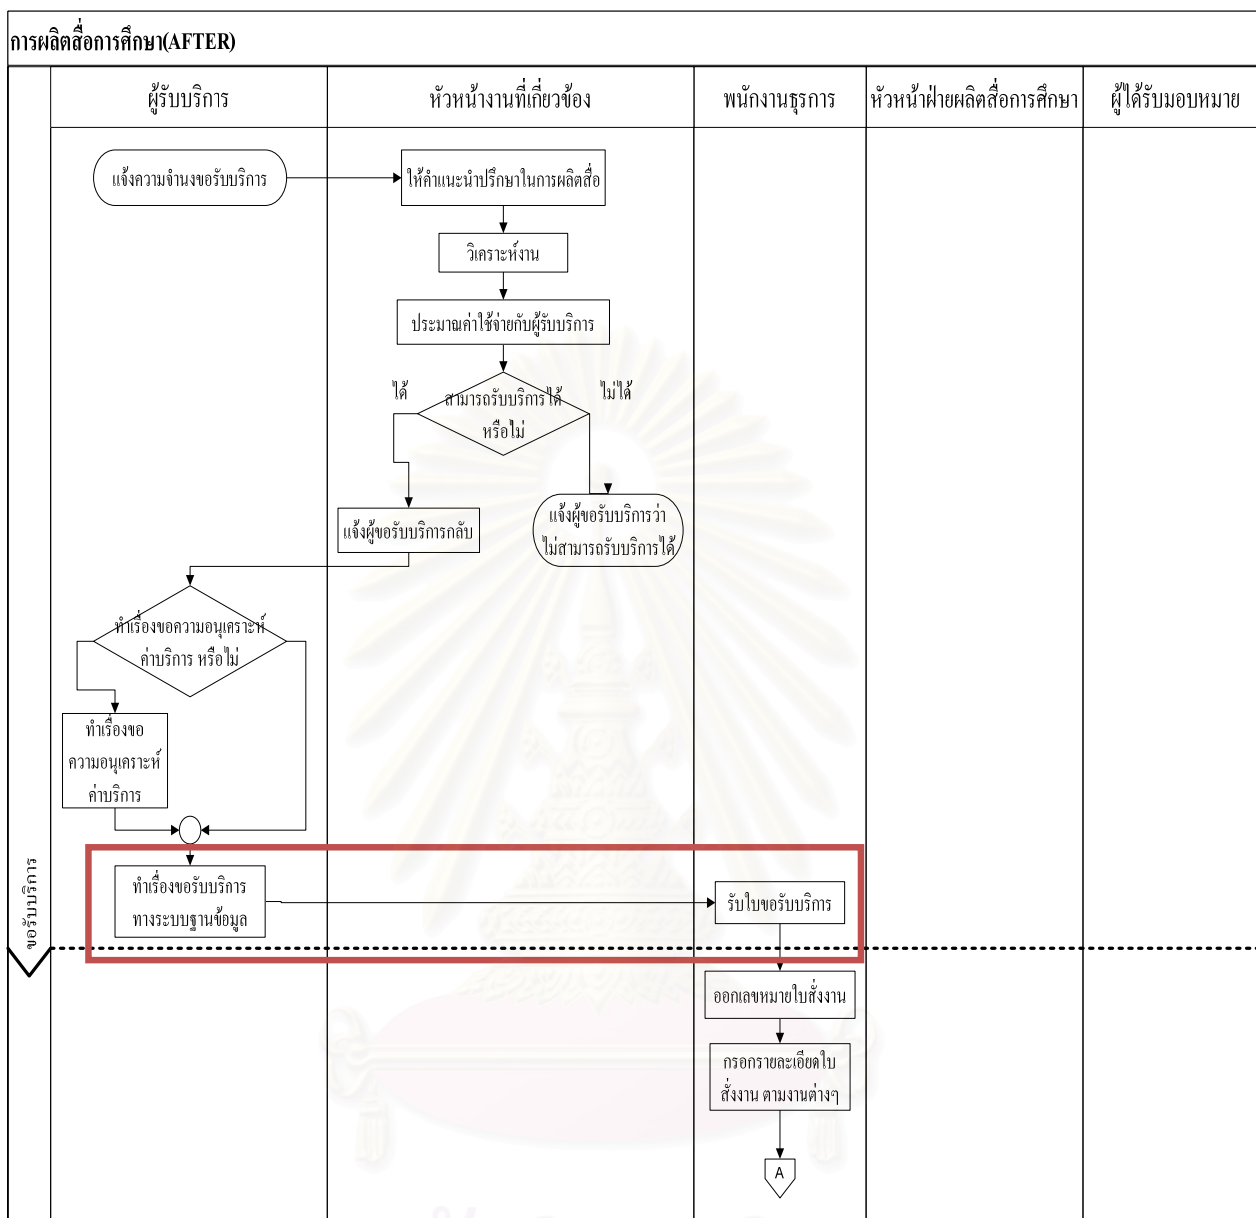 การผลิตสื่อการศึกษา(AFTER)
ผู้รับบริการ
หัวหน้างานที่เกี่ยวข้อง
พนักงานธุรการ
หัวหน้าฝ่ายผลิตสื่อการศึกษา
ผู้ได้รับมอบหมาย
แจ้งความจำนงขอรับบริการ
ให้คำแนะนำปรึกษาในการผลิตสื่อ
วิเคราะห์งาน
ประมาณค่าใช้จ่ายกับผู้รับบริการ
ได้
สามารถรับบริการได้
หรือไม่
ไม่ได้
แจ้งผู้ขอรับบริการกลับ
แจ้งผู้ขอรับบริการว่า
ไม่สามารถรับบริการได้
ทำเรื่องขอความอนุเคราะห์
ค่าบริการ หรือไม่
ทำเรื่องขอ
ความอนุเคราะห์
ค่าบริการ
ขอรับบริการ
ทำเรื่องขอรับบริการ
ทางระบบฐานข้อมูล
รับใบขอรับบริการ
ออกเลขหมายใบสั่งงาน
กรอกรายละเอียดใบ
สั่งงาน ตามงานต่างๆ
A